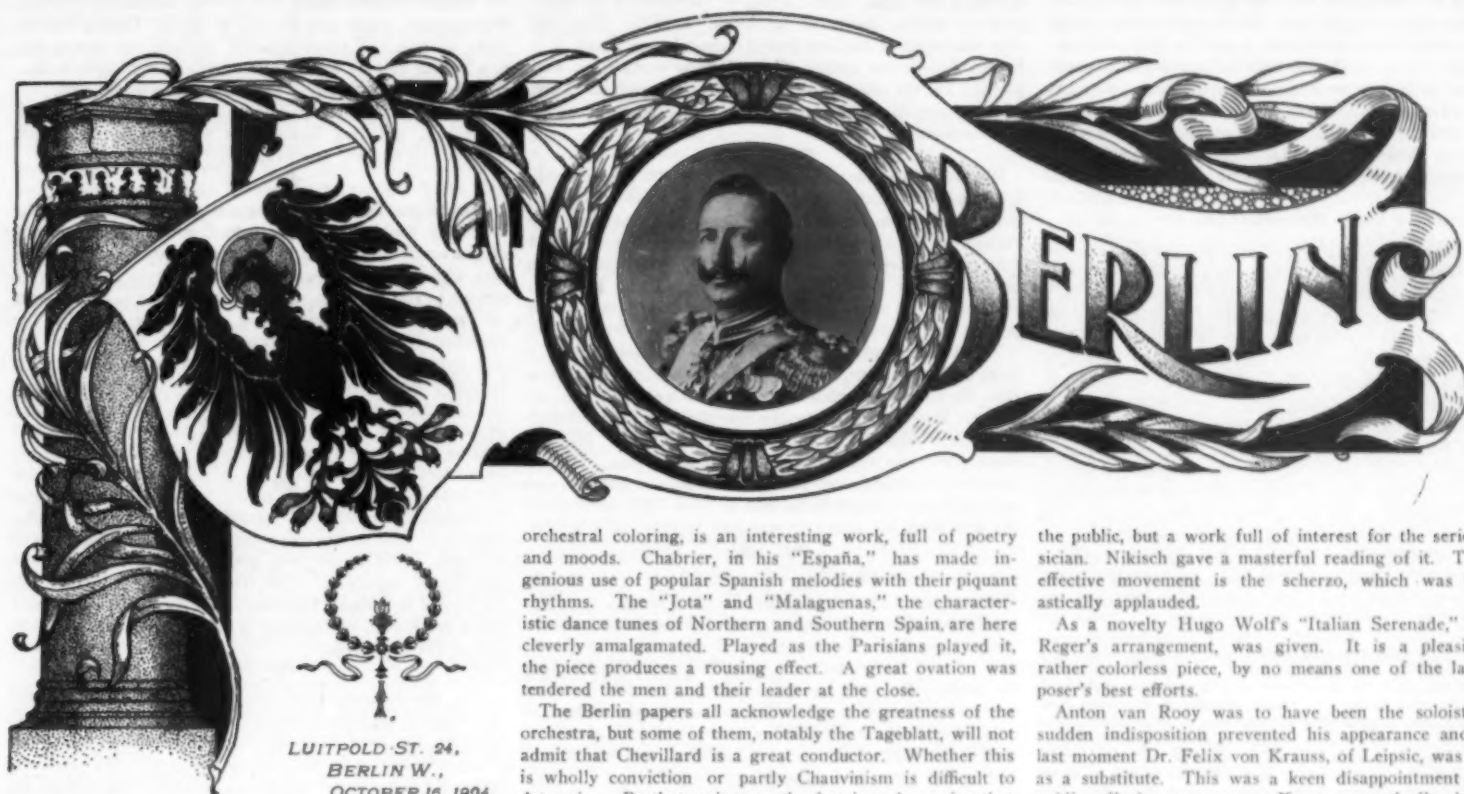 BERLIN
LUITPOLD ST. 24,
BERLIN W.,
OCTOBER 16, 1904.
orchestral coloring, is an interesting work, full of poetry
and moods. Chabrier, in his "España," has made in-
genious use of popular Spanish melodies with their piquant
rhythms. The "Jota" and "Malaguenas," the character-
istic dance tunes of Northern and Southern Spain, are here
cleverly amalgamated. Played as the Parisians played it,
the piece produces a rousing effect. A great ovation was
tendered the men and their leader at the close.
The Berlin papers all acknowledge the greatness of the
orchestra, but some of them, notably the Tageblatt, will not
admit that Chevillard is a great conductor. Whether this
is wholly conviction or partly Chauvinism is difficult to
the public, but a work full of interest for the seri
sician. Nikisch gave a masterful reading of it. T
effective movement is the scherzo, which was
astically applauded.
As a novelty Hugo Wolf's "Italian Serenade,"
Reger's arrangement, was given. It is a pleasi
rather colorless piece, by no means one of the la
poser's best efforts.
Anton van Rooy was to have been the soloist
sudden indisposition prevented his appearance and
last moment Dr. Felix von Krauss, of Leipsic, was
as a substitute. This was a keen disappointment